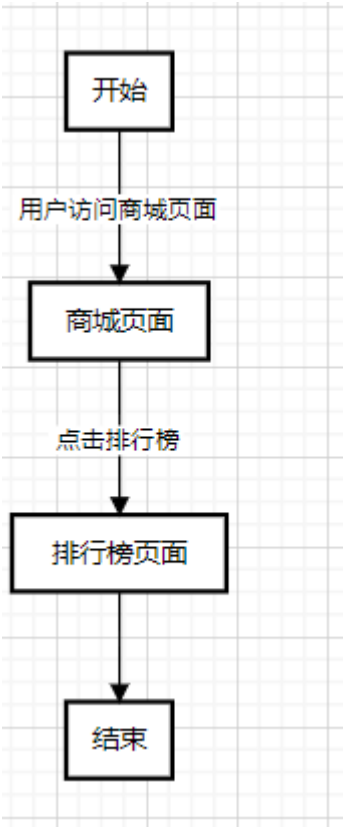 开始
用户访问商城页面
商城页面
点击排行榜
排行榜页面
结束